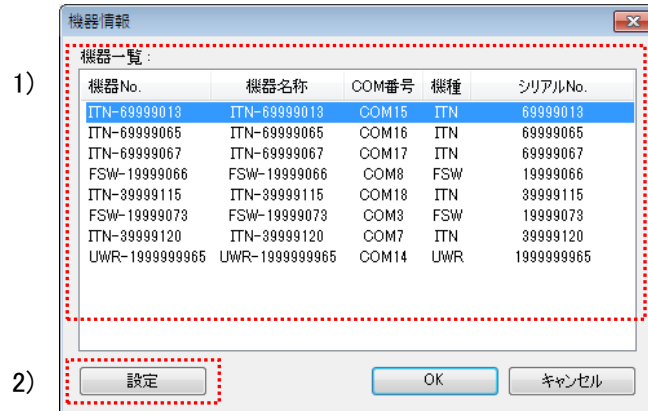 機器情報
1)
機器一覧:
機器No. 機器名称 COM番号 機種 シリアルNo.
ITN-69999013 ITN-69999013 COM15 ITN 69999013
ITN-69999065 ITN-69999065 COM16 ITN 69999065
ITN-69999067 ITN-69999067 COM17 ITN 69999067
FSW-19999066 FSW-19999066 COM8 FSW 19999066
ITN-39999115 ITN-39999115 COM18 ITN 39999115
FSW-19999073 FSW-19999073 COM3 FSW 19999073
ITN-39999120 ITN-39999120 COM7 ITN 39999120
UWR-1999999965 UWR-1999999965 COM14 UWR 1999999965
2)
設定 OK キャンセル